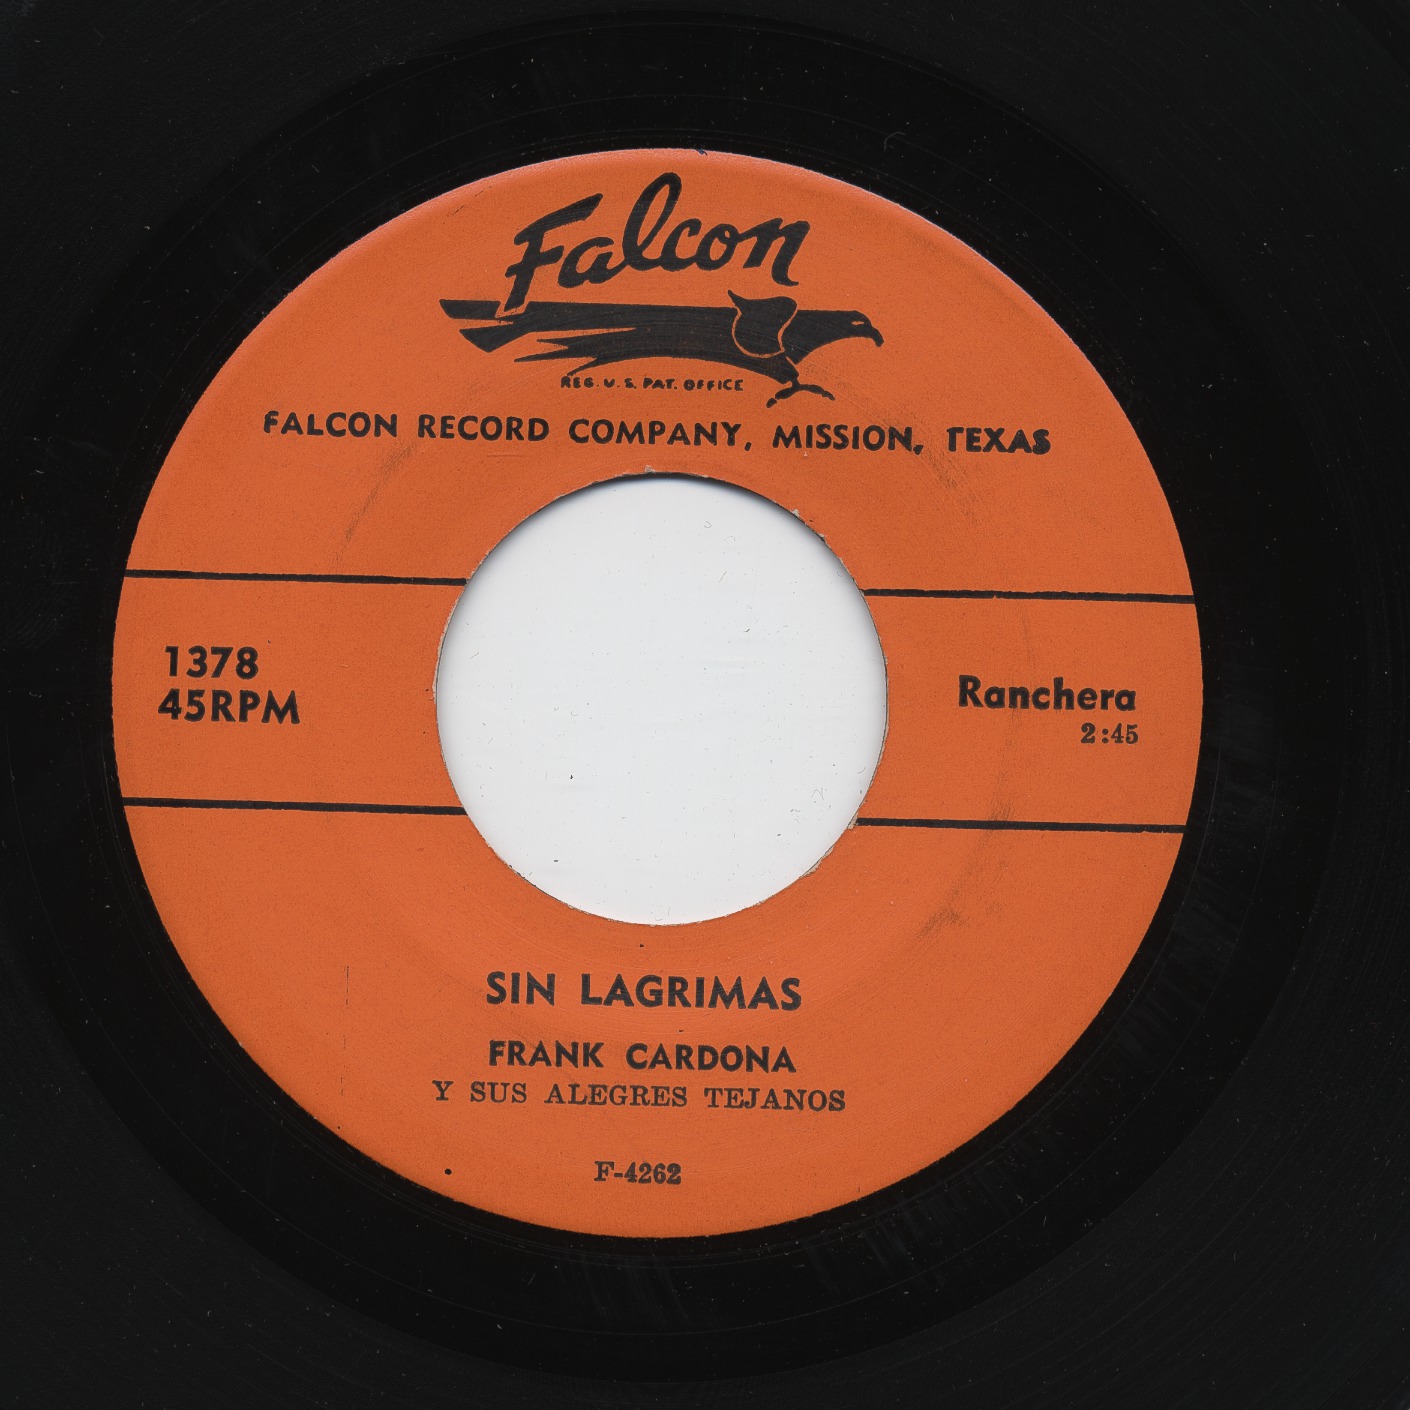 Falcon
REG. U.S. PAT. OFFICE
FALCON RECORD COMPANY, MISSION, TEXAS
1378
45RPM
Ranchera
2:45
SIN LAGRIMAS
FRANK CARDONA
Y SUS ALEGRES TEJANOS
F-4262